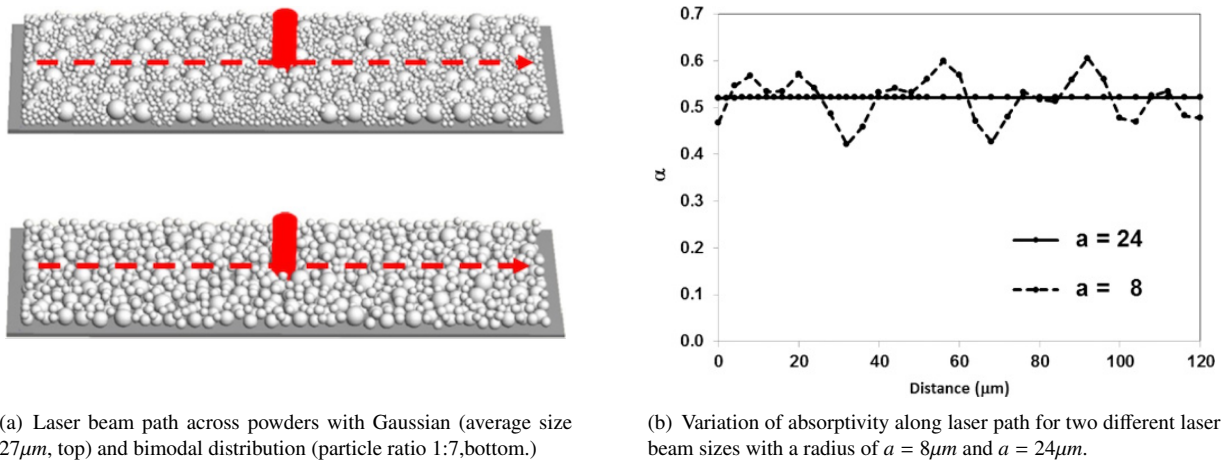 0.7
0.6
0.5
0.4
0.3
0.2
0.1
0.0
α
a = 24
a = 8
0 20 40 60 80 100 120
Distance (μm)
(a) Laser beam path across powders with Gaussian (average size
27μm, top) and bimodal distribution (particle ratio 1:7,bottom.)
(b) Variation of absorptivity along laser path for two different laser
beam sizes with a radius of a = 8μm and a = 24μm.